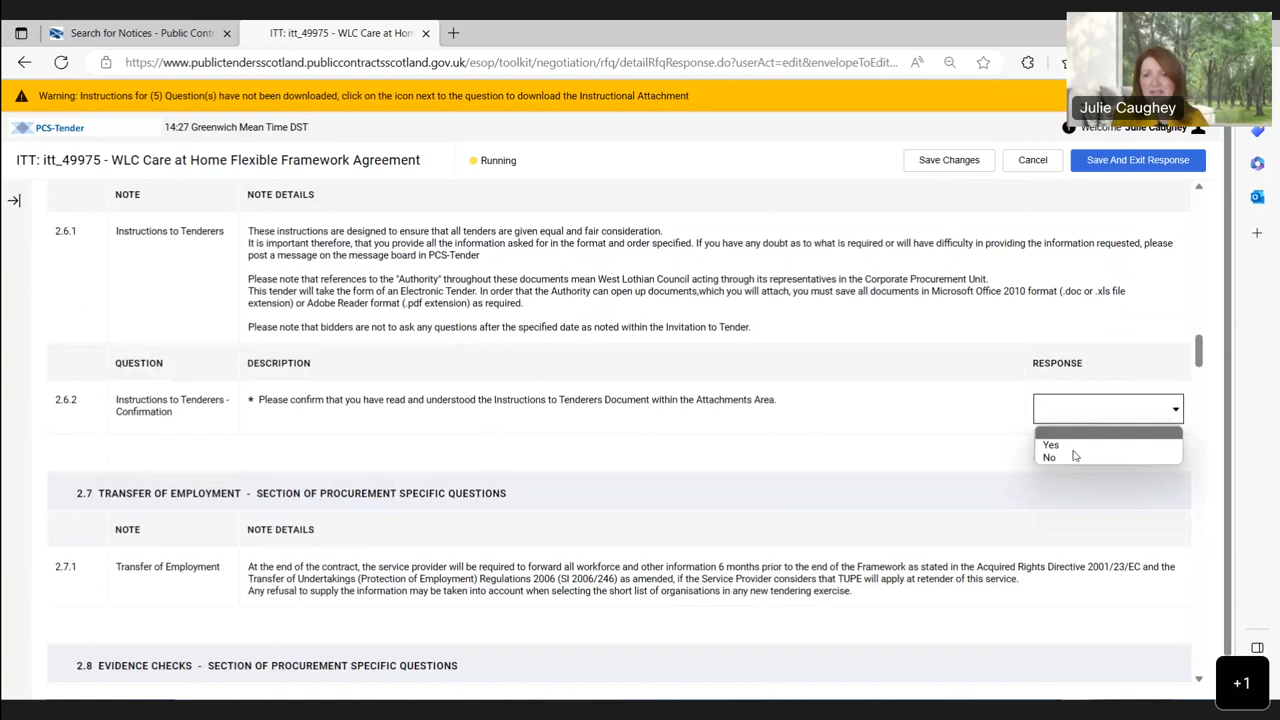 Search for Notices - Public Contr
ITT: itt_49975 - WLC Care at Hom
https://www.publictendersscotland.publiccontractsscotland.gov.uk/esop/toolkit/negotiation/rfq/detailRfqResponse.do?userAct=edit&envelopeToEdit...
Julie Caughey
Warning: Instructions for (5) Question(s) have not been downloaded, click on the icon next to the question to download the Instructional Attachment
PCS-Tender
14:27 Greenwich Mean Time DST
Welcome Julie Caughey
ITT: itt_49975 - WLC Care at Home Flexible Framework Agreement
Running
Save Changes
Cancel
Save And Exit Response
NOTE NOTE DETAILS
2.6.1 Instructions to Tenderers These instructions are designed to ensure that all tenders are given equal and fair consideration.
It is important therefore, that you provide all the information asked for in the format and order specified. If you have any doubt as to what is required or will have difficulty in providing the information requested, please
post a message on the message board in PCS-Tender
Please note that references to the "Authority" throughout these documents mean West Lothian Council acting through its representatives in the Corporate Procurement Unit.
This tender will take the form of an Electronic Tender. In order that the Authority can open up documents,which you will attach, you must save all documents in Microsoft Office 2010 format (.doc or .xls file
extension) or Adobe Reader format (.pdf extension) as required.
Please note that bidders are not to ask any questions after the specified date as noted within the Invitation to Tender.
QUESTION DESCRIPTION RESPONSE
2.6.2 Instructions to Tenderers - * Please confirm that you have read and understood the Instructions to Tenderers Document within the Attachments Area.
Confirmation
Yes
No
2.7 TRANSFER OF EMPLOYMENT - SECTION OF PROCUREMENT SPECIFIC QUESTIONS
NOTE NOTE DETAILS
2.7.1 Transfer of Employment At the end of the contract, the service provider will be required to forward all workforce and other information 6 months prior to the end of the Framework as stated in the Acquired Rights Directive 2001/23/EC and the
Transfer of Undertakings (Protection of Employment) Regulations 2006 (SI 2006/246) as amended, if the Service Provider considers that TUPE will apply at retender of this service.
Any refusal to supply the information may be taken into account when selecting the short list of organisations in any new tendering exercise.
2.8 EVIDENCE CHECKS - SECTION OF PROCUREMENT SPECIFIC QUESTIONS
+1